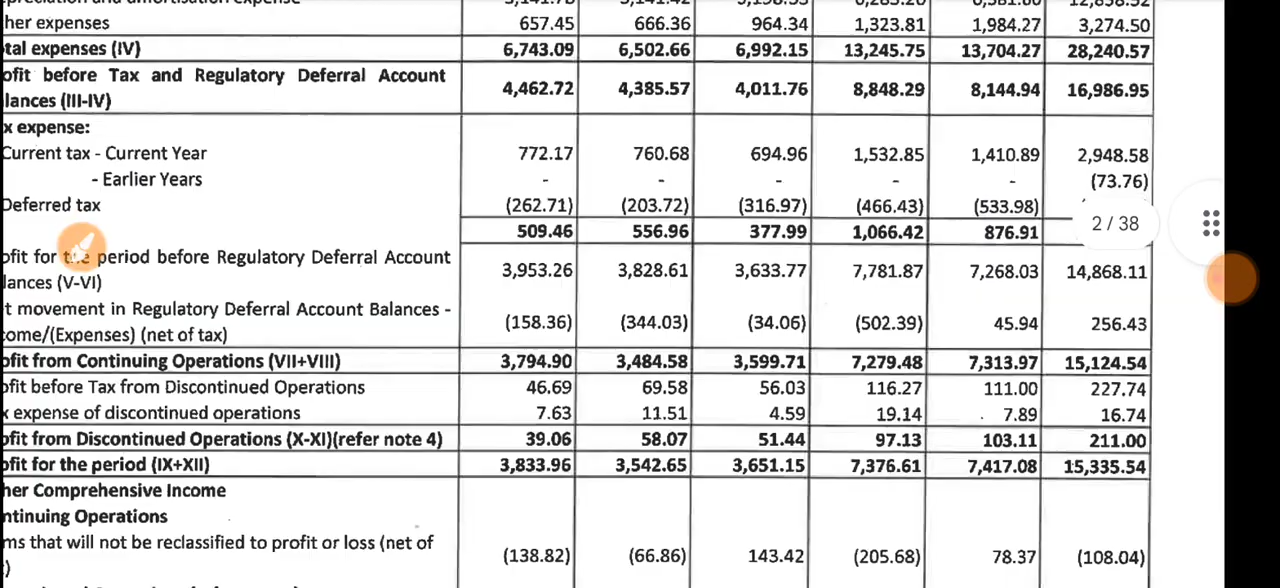 her expenses 657.45 666.36 964.34 1,323.81 1,984.27 3,274.50
tal expenses (IV) 6,743.09 6,502.66 6,992.15 13,245.75 13,704.27 28,240.57
ofit before Tax and Regulatory Deferral Account
lances (III-IV) 4,462.72 4,385.57 4,011.76 8,848.29 8,144.94 16,986.95
x expense:
Current tax - Current Year 772.17 760.68 694.96 1,532.85 1,410.89 2,948.58
- Earlier Years - - - - - (73.76)
Deferred tax (262.71) (203.72) (316.97) (466.43) (533.98)
509.46 556.96 377.99 1,066.42 876.91
2 / 38
ofit for the period before Regulatory Deferral Account
lances (V-VI) 3,953.26 3,828.61 3,633.77 7,781.87 7,268.03 14,868.11
t movement in Regulatory Deferral Account Balances -
ome/(Expenses) (net of tax) (158.36) (344.03) (34.06) (502.39) 45.94 256.43
ofit from Continuing Operations (VII+VIII) 3,794.90 3,484.58 3,599.71 7,279.48 7,313.97 15,124.54
ofit before Tax from Discontinued Operations 46.69 69.58 56.03 116.27 111.00 227.74
x expense of discontinued operations 7.63 11.51 4.59 19.14 7.89 16.74
ofit from Discontinued Operations (X-XI)(refer note 4) 39.06 58.07 51.44 97.13 103.11 211.00
ofit for the period (IX+XII) 3,833.96 3,542.65 3,651.15 7,376.61 7,417.08 15,335.54
her Comprehensive Income
ntinuing Operations
ms that will not be reclassified to profit or loss (net of
) (138.82) (66.86) 143.42 (205.68) 78.37 (108.04)